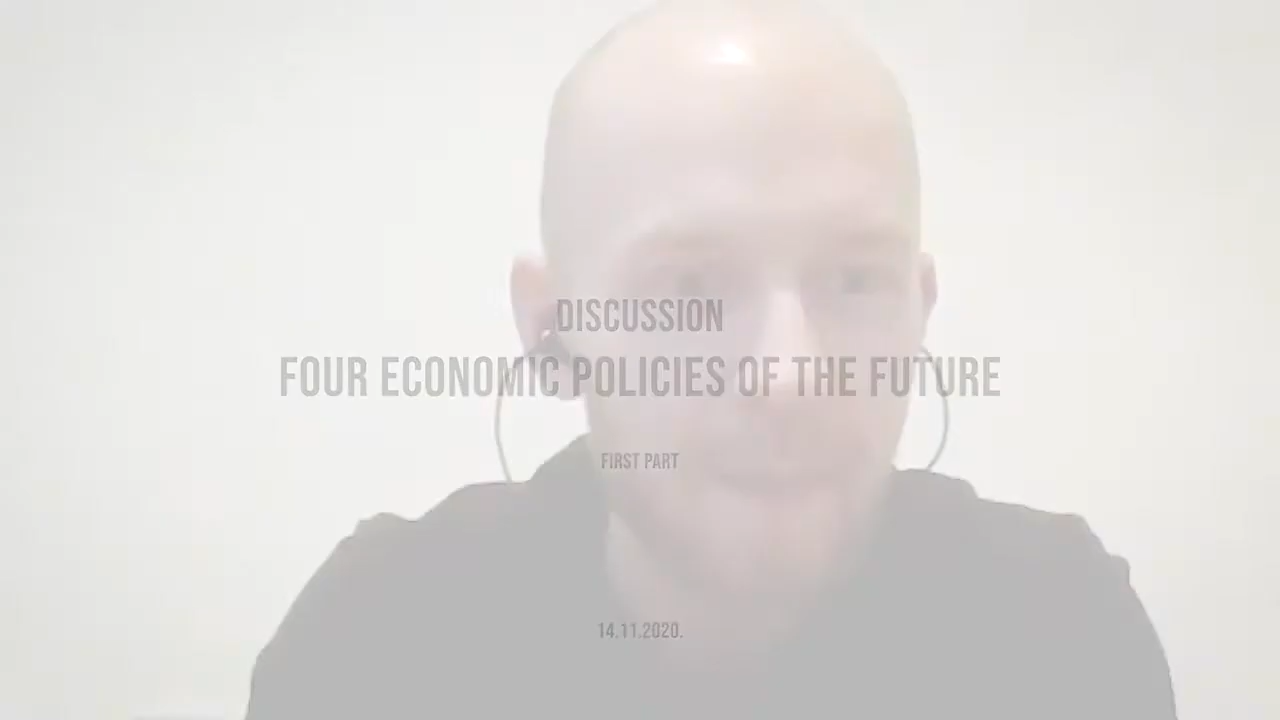 DISCUSSION
FOUR ECONOMIC POLICIES OF THE FUTURE
FIRST PART
14.11.2020.